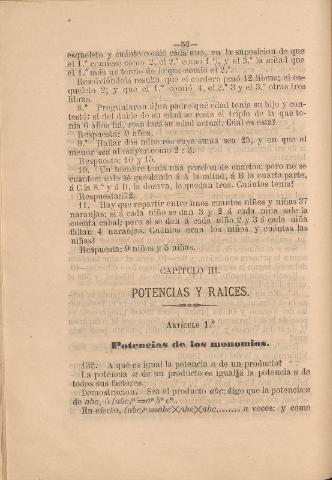 —52—
esqueleto y cuánto comió cada uno, en la suposicion de que
el 1.º comiese como 2, el 2.º como 1, y el 3.º la mitad que
el 1.º más un tercio de lo que comió el 2.º
Resolviéndola resulta que el cordero pesó 12 libras; el es-
queleto 2; y que el 1.º comió 4, el 2.º 3 y el 3.º otras tres
libras.
8.º Preguntaron á un padre qué edad tenia su hijo y con-
testó: si del doble de su edad se resta el triple de la que te-
nia 6 años há, resultará su edad actual. Cuál es esta?
Respuesta: 9 años.
9.º Hallar dos números cuya suma sea 25, y en que el
menor sea al mayor como 2 : 3.
Respuesta: 10 y 15.
10. Un hombre tenia una porcion de cuartos; pero no se
cuantos; solo sé que dando á A la mitad, á B la cuarta parte,
á C la 8.ª y á D, la dozava, le quedan tres. Cuántos tenia?
Respuesta: 72.
11. Hay que repartir entre unos cuantos niños y niñas 37
naranjas; si á cada niño se dan 3 y 2 á cada niña sale la
cuenta cabal; pero si se dan á cada niño 2 y 3 á cada niña
faltan 4 naranjas. Cuántos eran los niños y cuántas las
niñas?
Respuesta: 9 niños y 5 niñas.
CAPÍTULO III.
POTENCIAS Y RAICES.
ARTÍCULO 1.º
Potencias de los monomios.
132. A qué es igual la potencia n de un producto?
La potencia n de un producto es igual á la potencia n de
todos sus factores.
Demostracion. Sea el producto abc: digo que la potencia n
de abc, ó (abc)ⁿ=aⁿ bⁿ cⁿ.
En efecto, (abc)ⁿ=abc×abc×abc........ n veces; y como